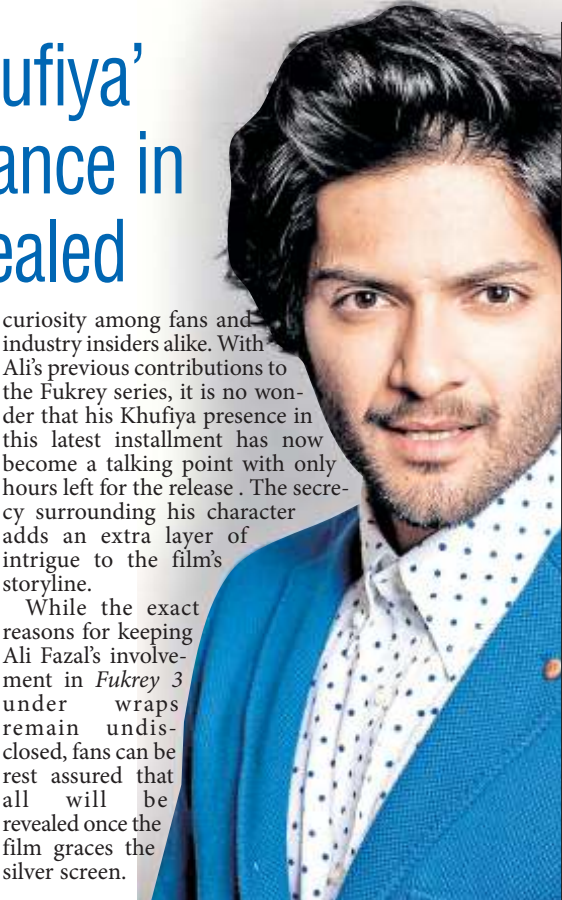 ufiya’
ance in
ealed
curiosity among fans and
industry insiders alike. With
Ali’s previous contributions to
the Fukrey series, it is no won-
der that his Khufiya presence in
this latest installment has now
become a talking point with only
hours left for the release . The secre-
cy surrounding his character
adds an extra layer of
intrigue to the film’s
storyline.
While the exact
reasons for keeping
Ali Fazal’s involve-
ment in Fukrey 3
under wraps
remain undis-
closed, fans can be
rest assured that
all will be
revealed once the
film graces the
silver screen.